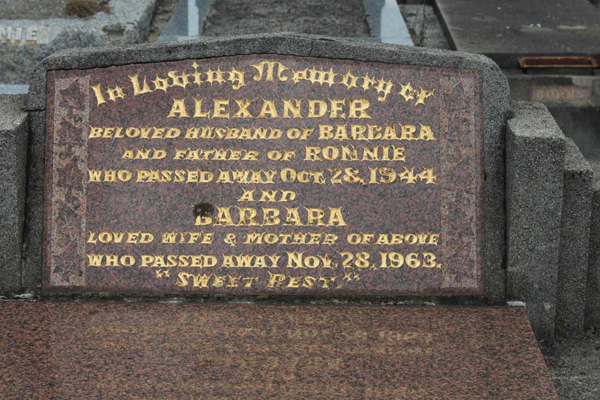 In Loving Memory of
ALEXANDER
BELOVED HUSBAND OF BARBARA
AND FATHER OF RONNIE
WHO PASSED AWAY OCT. 28, 1944
AND
BARBARA
LOVED WIFE & MOTHER OF ABOVE
WHO PASSED AWAY NOV. 28, 1963.
"SWEET REST."